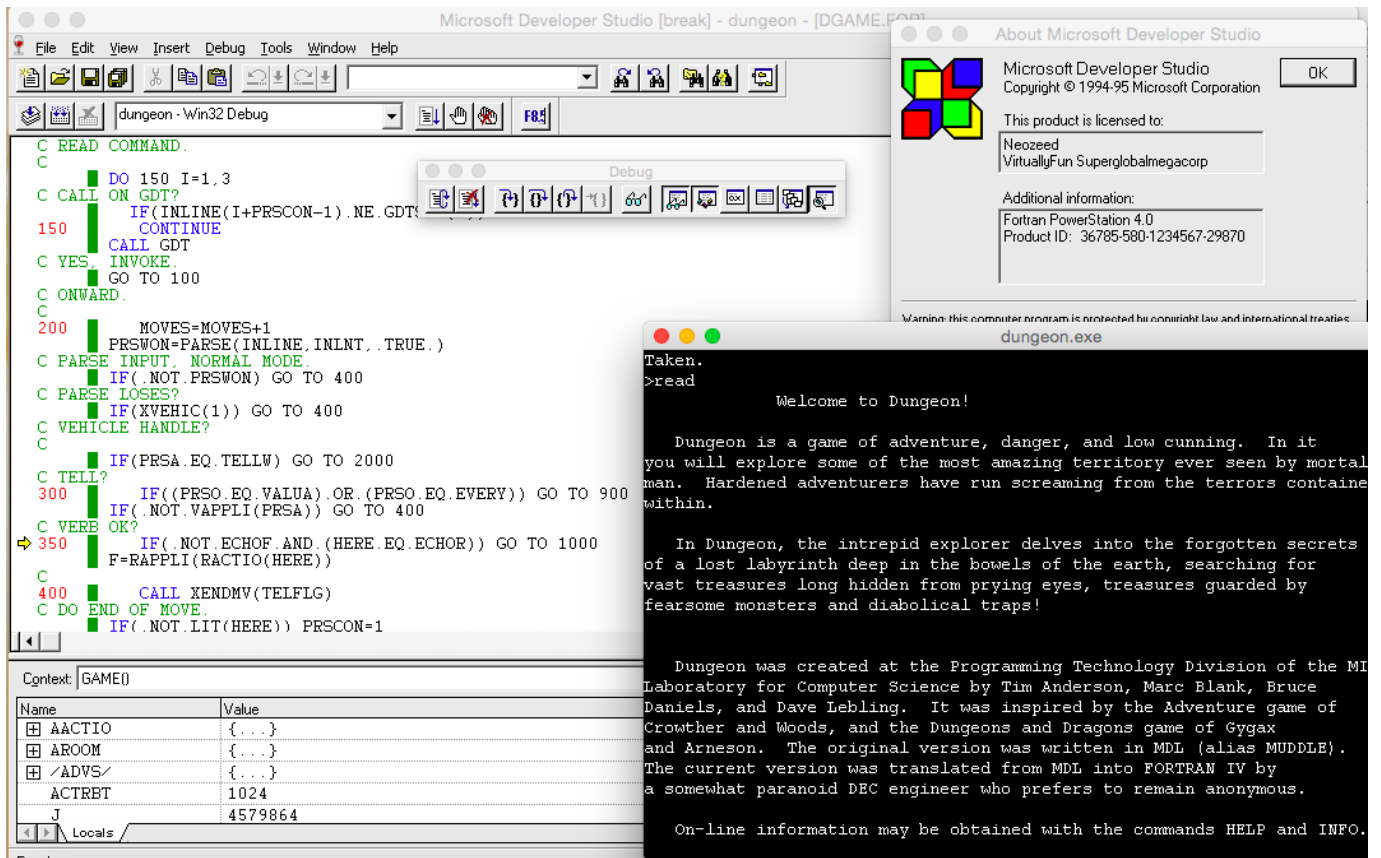 Microsoft Developer Studio [break] - dungeon - [DGAME.FOR]
File Edit View Insert Debug Tools Window Help
dungeon - Win32 Debug
C READ COMMAND.
C
DO 150 I=1,3
C CALL ON GDT?
IF(INLINE(I+PRSCON-1).NE.GDTS
150 CONTINUE
CALL GDT
C YES, INVOKE.
GO TO 100
C ONWARD.
C
200 MOVES=MOVES+1
PRSWON=PARSE(INLINE,INLNT,.TRUE.)
C PARSE INPUT, NORMAL MODE.
IF(.NOT.PRSWON) GO TO 400
C PARSE LOSES?
IF(XVEHIC(1)) GO TO 400
C VEHICLE HANDLE?
C
IF(PRSA.EQ.TELLW) GO TO 2000
C TELL?
300 IF((PRSO.EQ.VALUA).OR.(PRSO.EQ.EVERY)) GO TO 900
IF(.NOT.VAPPLI(PRSA)) GO TO 400
C VERB OK?
350 IF(.NOT.ECHOF.AND.(HERE.EQ.ECHOR)) GO TO 1000
F=RAPPLI(RACTIO(HERE))
C
400 CALL XENDMV(TELFLG)
C DO END OF MOVE.
IF(.NOT.LIT(HERE)) PRSCON=1
Debug
Context: GAME()
Name Value
AACTIO {...}
AROOM {...}
/ADVS/ {...}
ACTRBT 1024
J 4579864
Locals
About Microsoft Developer Studio
Microsoft Developer Studio
Copyright © 1994-95 Microsoft Corporation
OK
This product is licensed to:
Neozeed
VirtuallyFun Superglobalmegacorp
Additional information:
Fortran PowerStation 4.0
Product ID: 36785-580-1234567-29870
Warning: this computer program is protected by copyright law and international treaties
dungeon.exe
Taken.
>read
Welcome to Dungeon!
Dungeon is a game of adventure, danger, and low cunning. In it
you will explore some of the most amazing territory ever seen by mortal
man. Hardened adventurers have run screaming from the terrors containe
within.
In Dungeon, the intrepid explorer delves into the forgotten secrets
of a lost labyrinth deep in the bowels of the earth, searching for
vast treasures long hidden from prying eyes, treasures guarded by
fearsome monsters and diabolical traps!
Dungeon was created at the Programming Technology Division of the MI
Laboratory for Computer Science by Tim Anderson, Marc Blank, Bruce
Daniels, and Dave Lebling. It was inspired by the Adventure game of
Crowther and Woods, and the Dungeons and Dragons game of Gygax
and Arneson. The original version was written in MDL (alias MUDDLE).
The current version was translated from MDL into FORTRAN IV by
a somewhat paranoid DEC engineer who prefers to remain anonymous.
On-line information may be obtained with the commands HELP and INFO.